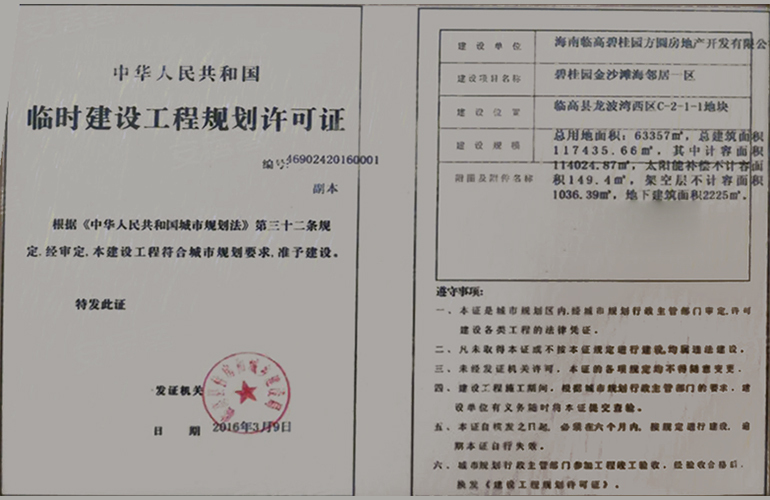 中华人民共和国
临时建设工程规划许可证
编号:46902420160001
副本
根据《中华人民共和国城市规划法》第三十二条规
定,经审定,本建设工程符合城市规划要求,准予建设。
特发此证
发证机关
日 期 2016年3月9日
建设单位 海南临高碧桂园方圆房地产开发有限公
建设项目名称 碧桂园金沙滩海邻居一区
建设位置 临高县龙波湾西区C-2-1-1地块
建设规模
附图及附件名称
总用地面积:63357㎡,总建筑面积
117435.66㎡,其中计容面积
114024.87㎡,太阳能补偿不计容面
积149.4㎡,架空层不计容面积
1036.39㎡,地下建筑面积2225㎡.
遵守事项:
一、本证是城市规划区内,经城市规划行政主管部门审定,许可
建设各类工程的法律凭证。
二、凡未取得本证或不按本证规定进行建设,均属违法建设。
三、未经发证机关许可,本证的各项规定均不得随意变更。
四、建设工程施工期间,根据城市规划行政主管部门的要求,建
设单位有义务随时将本证提交查验。
五、本证自核发之日起,必须在六个月内,按规定进行建设,逾
期本证自行失效。
六、城市规划行政主管部门参加工程竣工验收,经验收合格后,
换发《建设工程规划许可证》。